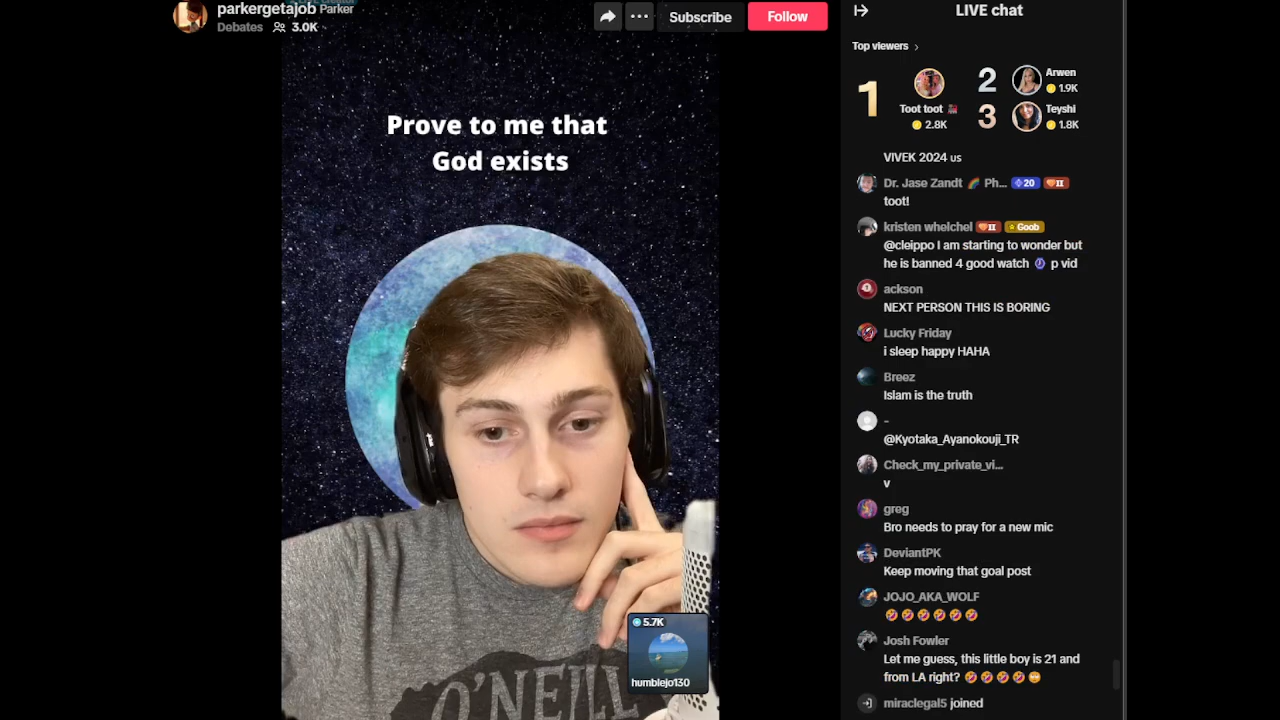 parkergetajob Parker
Debates 3.0K
Subscribe
Follow
Prove to me that
God exists
O'NEILL
5.7K
humblejo130
LIVE chat
Top viewers >
1
Toot toot
2.8K
2
Arwen
1.9K
3
Teyshi
1.8K
VIVEK 2024 us
Dr. Jase Zandt 🌈 Ph... 20 II
toot!
kristen whelchel II Goob
@cleippo I am starting to wonder but
he is banned 4 good watch p vid
ackson
NEXT PERSON THIS IS BORING
Lucky Friday
i sleep happy HAHA
Breez
Islam is the truth
-
@Kyotaka_Ayanokouji_TR
Check_my_private_vi...
v
greg
Bro needs to pray for a new mic
DeviantPK
Keep moving that goal post
JOJO_AKA_WOLF
🤣🤣🤣🤣🤣🤣
Josh Fowler
Let me guess, this little boy is 21 and
from LA right? 🤣🤣🤣🤣😳
miraclegal5 joined